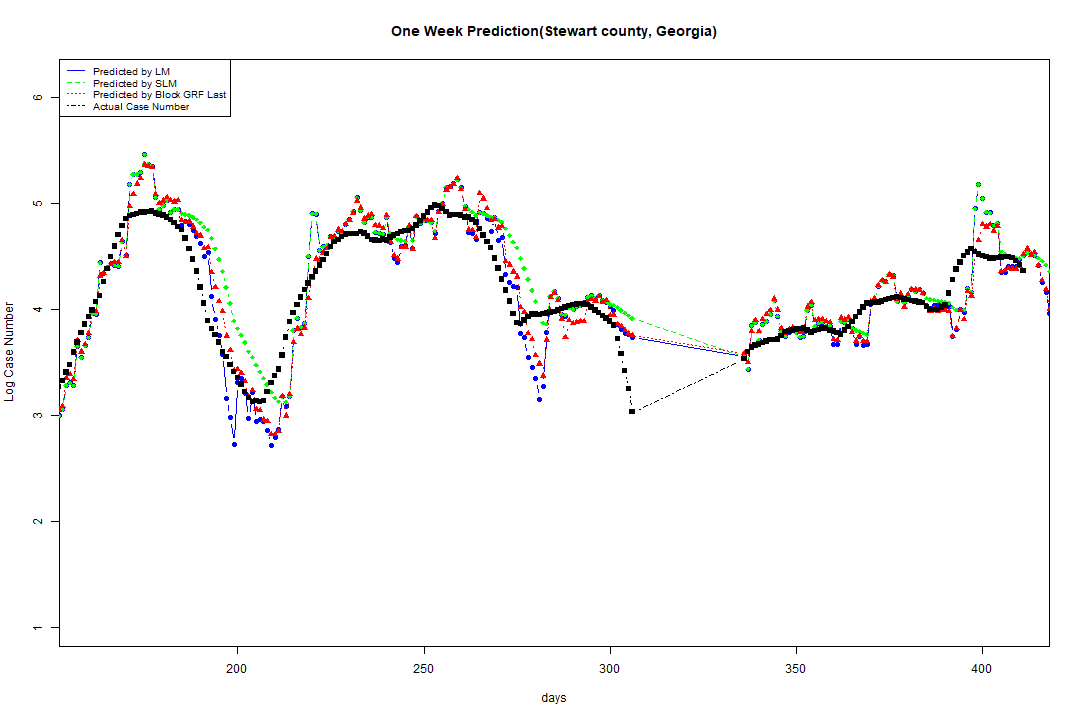 One Week Prediction(Stewart county, Georgia)
Predicted by LM
Predicted by SLM
Predicted by Block GRF Last
Actual Case Number
6
5
4
3
2
1
Log Case Number
200 250 300 350 400
days